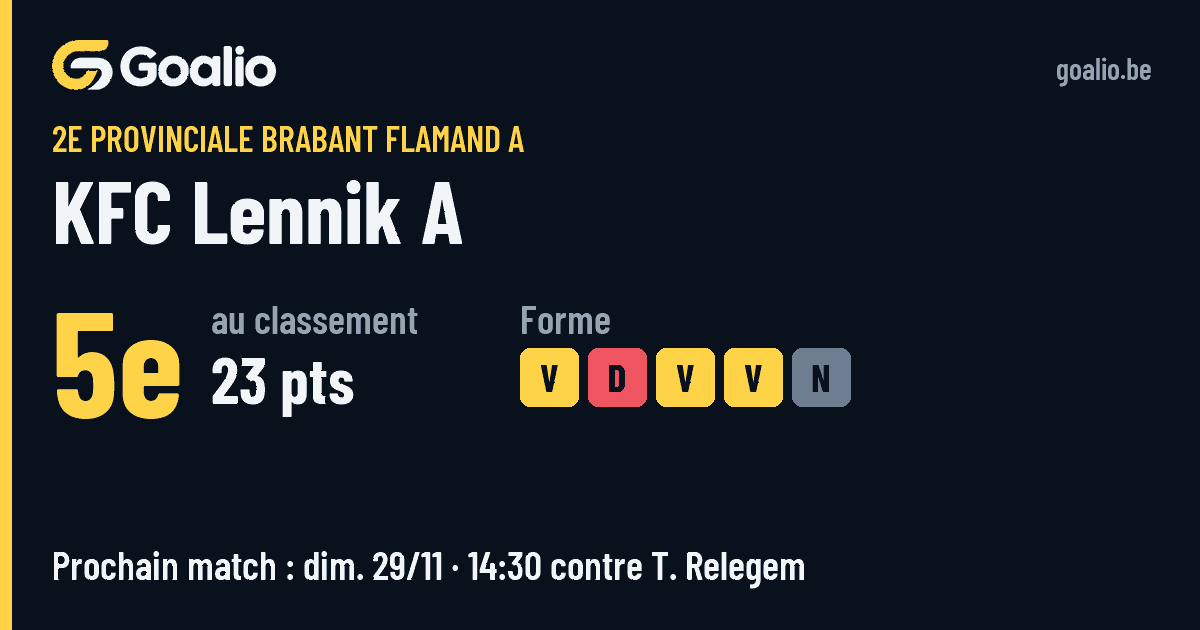 Goalio
goalio.be
2E PROVINCIALE BRABANT FLAMAND A
KFC Lennik A
5e
au classement
23 pts
Forme
V D V V N
Prochain match : dim. 29/11 · 14:30 contre T. Relegem